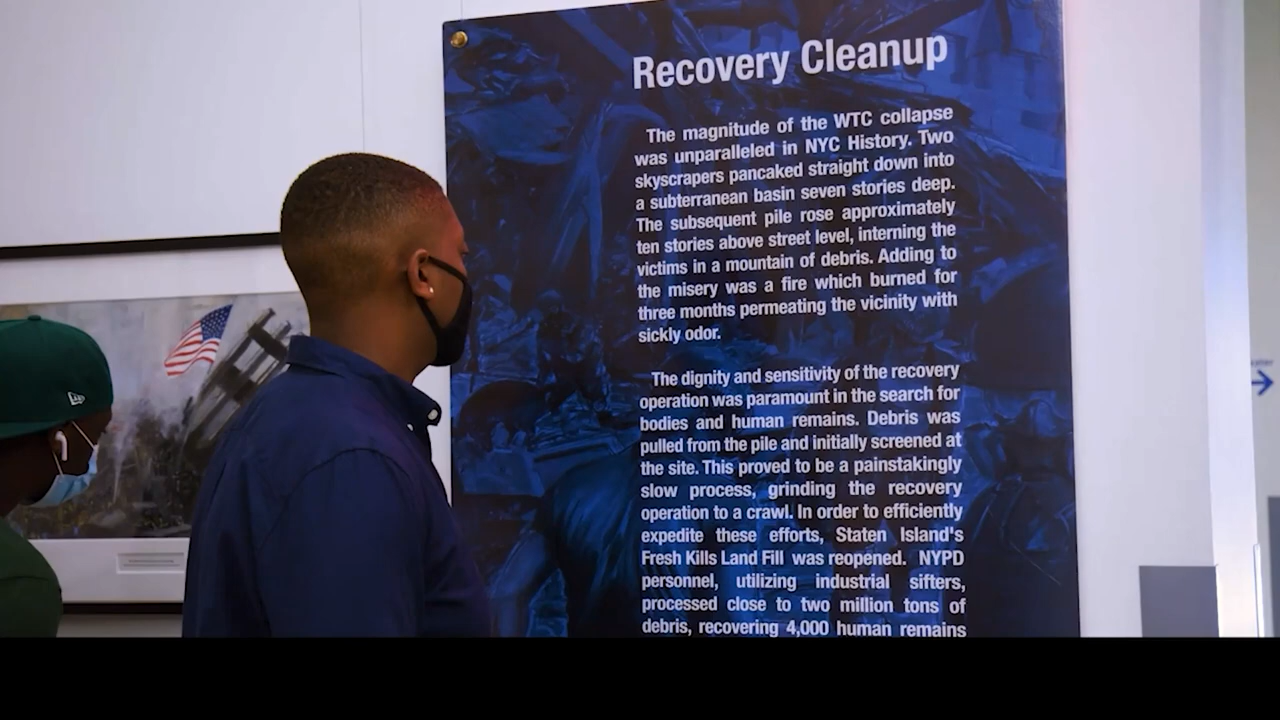 Recovery Cleanup
The magnitude of the WTC collapse
was unparalleled in NYC History. Two
skyscrapers pancaked straight down into
a subterranean basin seven stories deep.
The subsequent pile rose approximately
ten stories above street level, interning the
victims in a mountain of debris. Adding to
the misery was a fire which burned for
three months permeating the vicinity with
sickly odor.
The dignity and sensitivity of the recovery
operation was paramount in the search for
bodies and human remains. Debris was
pulled from the pile and initially screened at
the site. This proved to be a painstakingly
slow process, grinding the recovery
operation to a crawl. In order to efficiently
expedite these efforts, Staten Island's
Fresh Kills Land Fill was reopened. NYPD
personnel, utilizing industrial sifters,
processed close to two million tons of
debris, recovering 4,000 human remains